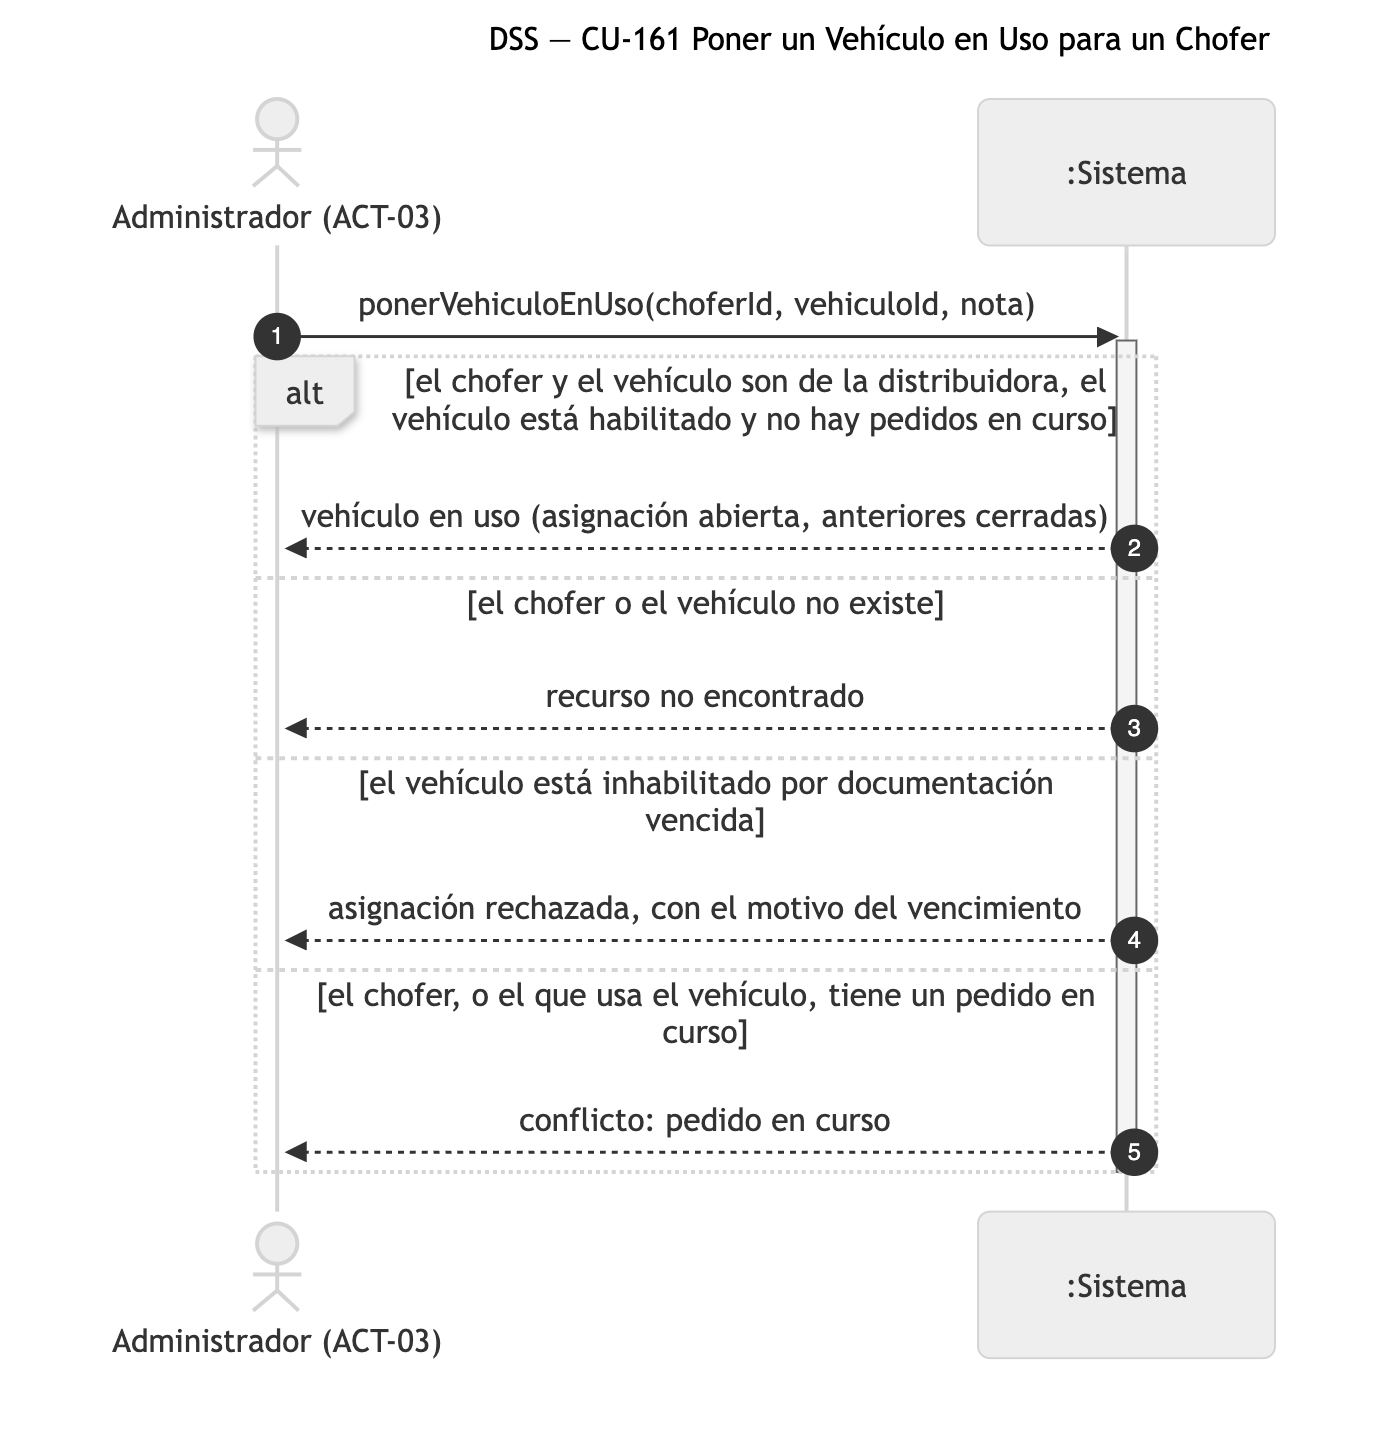 DSS — CU-161 Poner un Vehículo en Uso para un Chofer
Administrador (ACT-03)
:Sistema
ponerVehiculoEnUso(choferId, vehiculoId, nota)
1
alt
[el chofer y el vehículo son de la distribuidora, el
vehículo está habilitado y no hay pedidos en curso]
vehículo en uso (asignación abierta, anteriores cerradas)
2
[el chofer o el vehículo no existe]
recurso no encontrado
3
[el vehículo está inhabilitado por documentación
vencida]
asignación rechazada, con el motivo del vencimiento
4
[el chofer, o el que usa el vehículo, tiene un pedido en
curso]
conflicto: pedido en curso
5
Administrador (ACT-03)
:Sistema